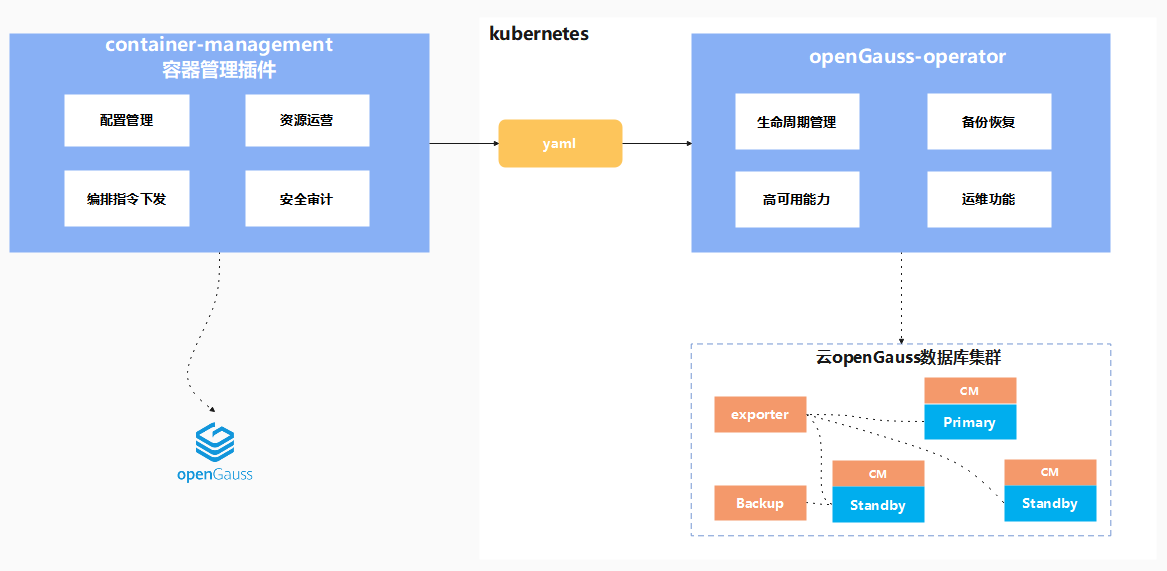 container-management
容器管理插件
配置管理
资源运营
编排指令下发
安全审计
openGauss
kubernetes
yaml
openGauss-operator
生命周期管理
备份恢复
高可用能力
运维功能
云openGauss数据库集群
exporter
CM
Primary
Backup
CM
Standby
CM
Standby